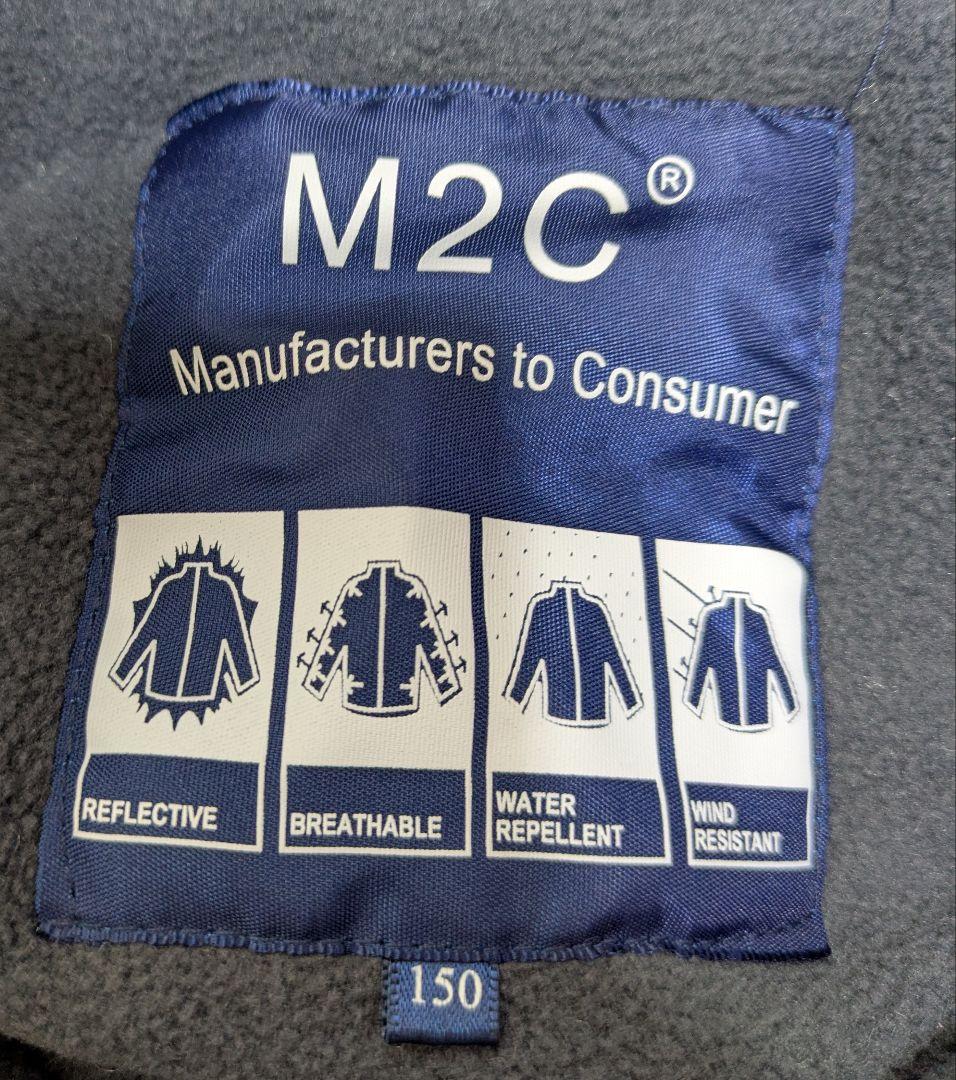 M2C®
Manufacturers to Consumer
REFLECTIVE
BREATHABLE
WATER
REPELLENT
WIND
RESISTANT
150